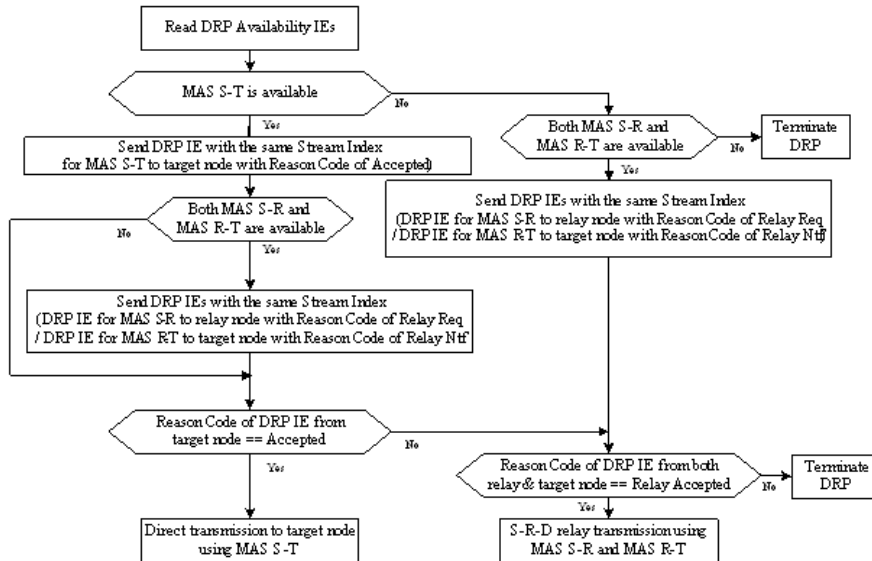 Read DRP Availability IEs
MAS S-T is available
No
Yes
Both MAS S-R and
MAS R-T are available
No
Terminate
DRP
Send DRP IE with the same Stream Index
for MAS S-T to target node with Reason Code of Accepted)
Yes
Send DRP IEs with the same Stream Index
(DRP IE for MAS S-R to relay node with Reason Code of Relay Req
/ DRP IE for MAS R-T to target node with Reason Code of Relay Ntf)
Both MAS S-R and
MAS R-T are available
No
Yes
Send DRP IEs with the same Stream Index
(DRP IE for MAS S-R to relay node with Reason Code of Relay Req
/ DRP IE for MAS R-T to target node with Reason Code of Relay Ntf
Reason Code of DRP IE from
target node == Accepted
No
Yes
Reason Code of DRP IE from both
relay & target node == Relay Accepted
No
Terminate
DRP
Yes
Direct transmission to target node
using MAS S-T
S-R-D relay transmission using
MAS S-R and MAS R-T